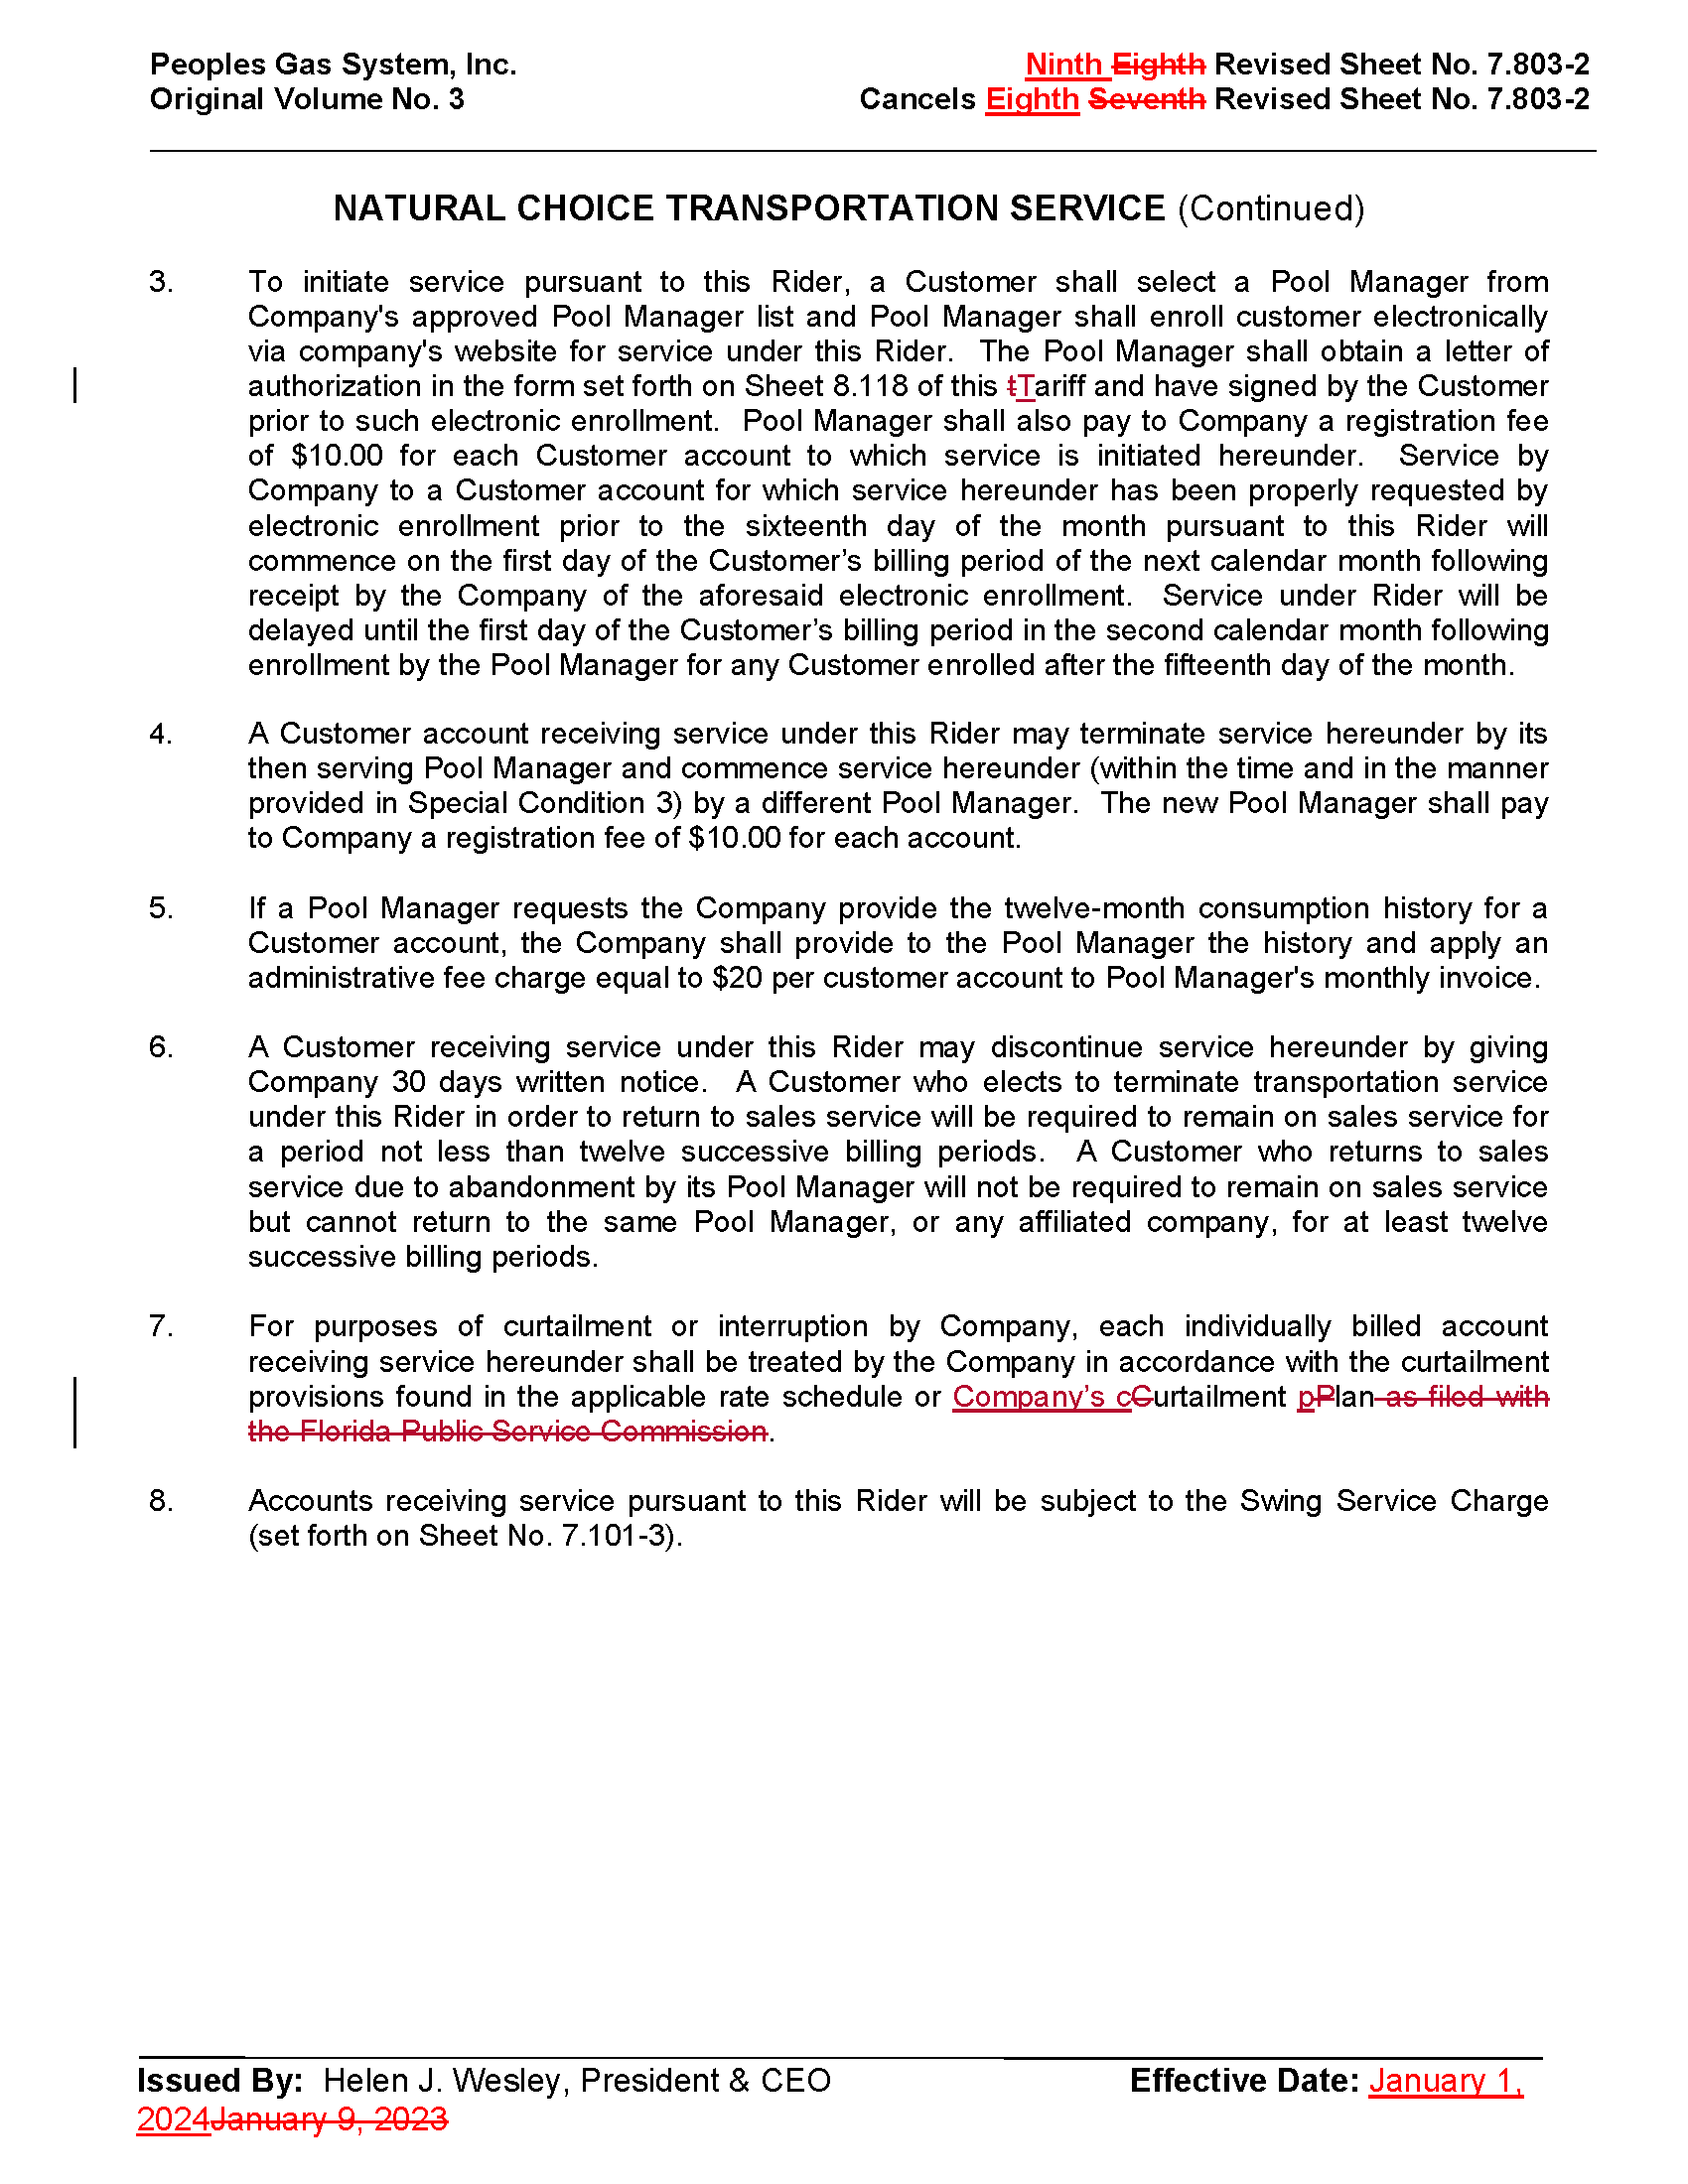 Peoples Gas System, Inc. Ninth Eighth Revised Sheet No. 7.803-2
Original Volume No. 3 Cancels Eighth Seventh Revised Sheet No. 7.803-2
NATURAL CHOICE TRANSPORTATION SERVICE (Continued)
3. To initiate service pursuant to this Rider, a Customer shall select a Pool Manager from
Company's approved Pool Manager list and Pool Manager shall enroll customer electronically
via company's website for service under this Rider. The Pool Manager shall obtain a letter of
authorization in the form set forth on Sheet 8.118 of this tTariff and have signed by the Customer
prior to such electronic enrollment. Pool Manager shall also pay to Company a registration fee
of $10.00 for each Customer account to which service is initiated hereunder. Service by
Company to a Customer account for which service hereunder has been properly requested by
electronic enrollment prior to the sixteenth day of the month pursuant to this Rider will
commence on the first day of the Customer’s billing period of the next calendar month following
receipt by the Company of the aforesaid electronic enrollment. Service under Rider will be
delayed until the first day of the Customer’s billing period in the second calendar month following
enrollment by the Pool Manager for any Customer enrolled after the fifteenth day of the month.
4. A Customer account receiving service under this Rider may terminate service hereunder by its
then serving Pool Manager and commence service hereunder (within the time and in the manner
provided in Special Condition 3) by a different Pool Manager. The new Pool Manager shall pay
to Company a registration fee of $10.00 for each account.
5. If a Pool Manager requests the Company provide the twelve-month consumption history for a
Customer account, the Company shall provide to the Pool Manager the history and apply an
administrative fee charge equal to $20 per customer account to Pool Manager's monthly invoice.
6. A Customer receiving service under this Rider may discontinue service hereunder by giving
Company 30 days written notice. A Customer who elects to terminate transportation service
under this Rider in order to return to sales service will be required to remain on sales service for
a period not less than twelve successive billing periods. A Customer who returns to sales
service due to abandonment by its Pool Manager will not be required to remain on sales service
but cannot return to the same Pool Manager, or any affiliated company, for at least twelve
successive billing periods.
7. For purposes of curtailment or interruption by Company, each individually billed account
receiving service hereunder shall be treated by the Company in accordance with the curtailment
provisions found in the applicable rate schedule or Company’s cCurtailment pPlan as filed with
the Florida Public Service Commission.
8. Accounts receiving service pursuant to this Rider will be subject to the Swing Service Charge
(set forth on Sheet No. 7.101-3).
Issued By: Helen J. Wesley, President & CEO Effective Date: January 1,
2024January 9, 2023